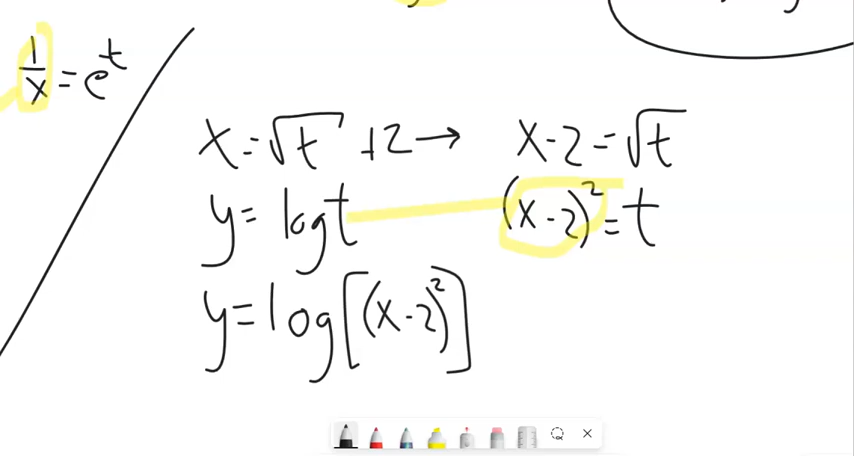 1/x = e^t
x = √t + 2 → x - 2 = √t
y = log t (x - 2)² = t
y = log[(x - 2)²]